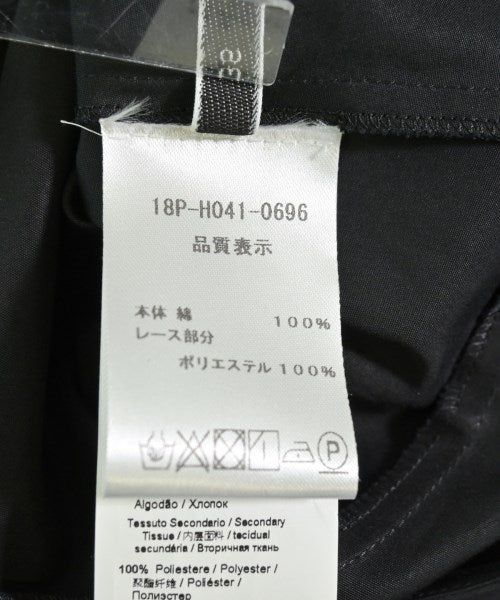 18P-H041-0696
品質表示
本体 綿 100%
レース部分
ポリエステル 100%
P
Algodão / Хлопок
Tessuto Secondario / Secondary
Tissue / 内層面料 / tecidual
secundária / Вторичная ткань
100% Poliestere / Polyester /
聚酯纤维 / Poliéster /
Полиэстер